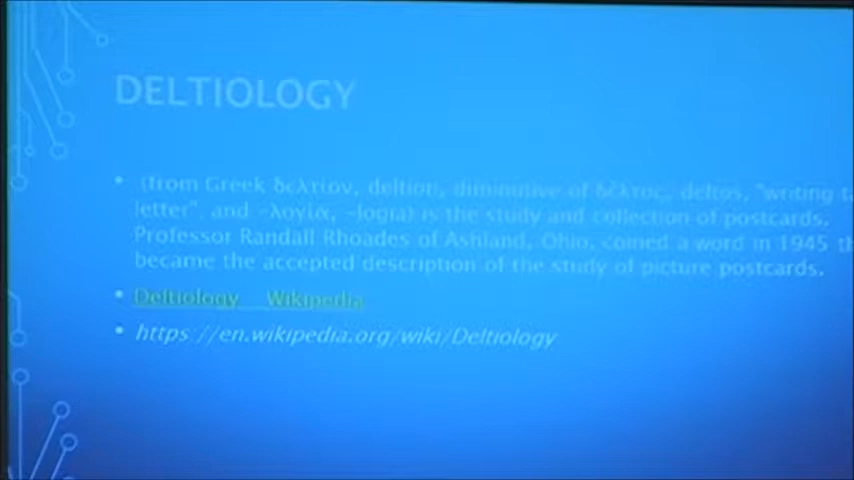 DELTIOLOGY
• (from Greek δελτίον, deltion, diminutive of δέλτος, deltos, "writing
letter", and -λογία, -logia) is the study and collection of postcards.
Professor Randall Rhoades of Ashland, Ohio, coined a word in 1945
became the accepted description of the study of picture postcards.
• Deltiology Wikipedia
• https://en.wikipedia.org/wiki/Deltiology